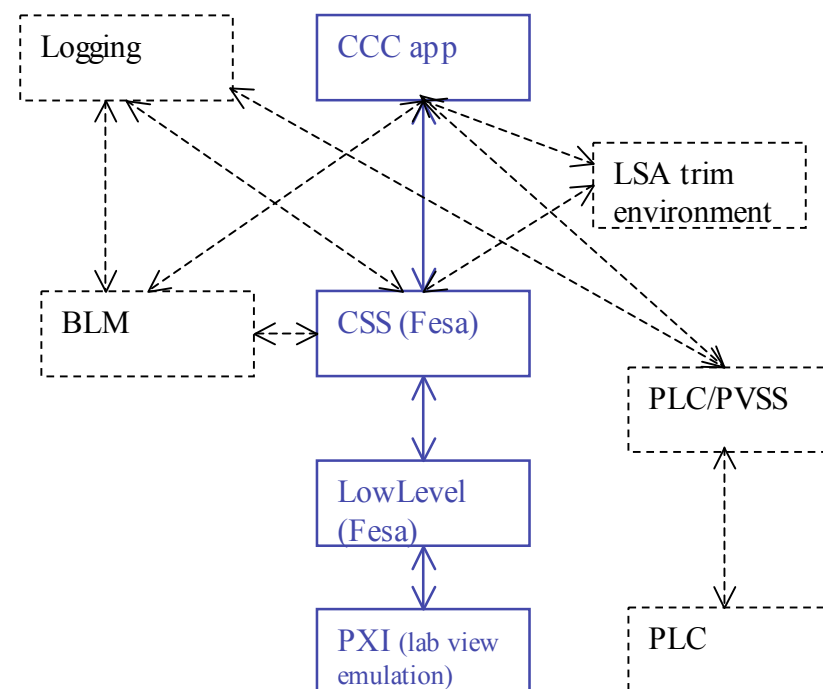 Logging
CCC app
LSA trim
environment
BLM
CSS (Fesa)
PLC/PVSS
LowLevel
(Fesa)
PXI (lab view
emulation)
PLC